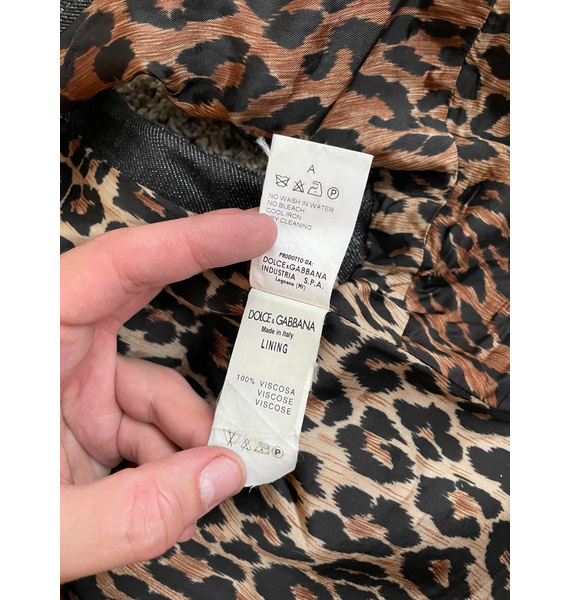 A
P
NO WASH IN WATER
NO BLEACH
COOL IRON
DRY CLEANING
PRODOTTO DA:
DOLCE&GABBANA
INDUSTRIA S.P.A.
Legnano (MI)
DOLCE & GABBANA
Made in Italy
LINING
100% VISCOSA
VISCOSE
VISCOSE
P